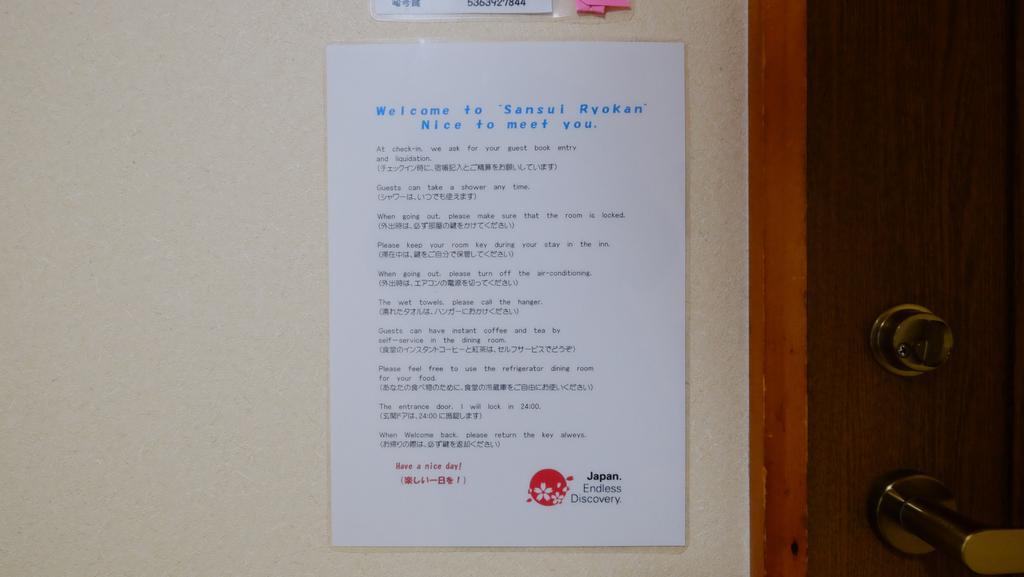 5363927844
Welcome to "Sansui Ryokan"
Nice to meet you.
At check-in, we ask for your guest book entry
and liquidation.
(チェックイン時に、宿帳記入とご精算をお願いしています)
Guests can take a shower any time.
(シャワーは、いつでも使えます)
When going out, please make sure that the room is locked.
(外出時は、必ず部屋の鍵をかけてください)
Please keep your room key during your stay in the inn.
(滞在中は、鍵をご自分で保管してください)
When going out, please turn off the air-conditioning.
(外出時は、エアコンの電源を切ってください)
The wet towels, please call the hanger.
(濡れたタオルは、ハンガーにおかけください)
Guests can have instant coffee and tea by
self-service in the dining room.
(食堂のインスタントコーヒーと紅茶は、セルフサービスでどうぞ)
Please feel free to use the refrigerator dining room
for your food.
(あなたの食べ物のために、食堂の冷蔵庫をご自由にお使いください)
The entrance door, I will lock in 24:00.
(玄関ドアは、24:00に施錠します)
When Welcome back, please return the key alweys.
(お帰りの際は、必ず鍵を返却ください)
Have a nice day!
(楽しい一日を！)
Japan.
Endless
Discovery.